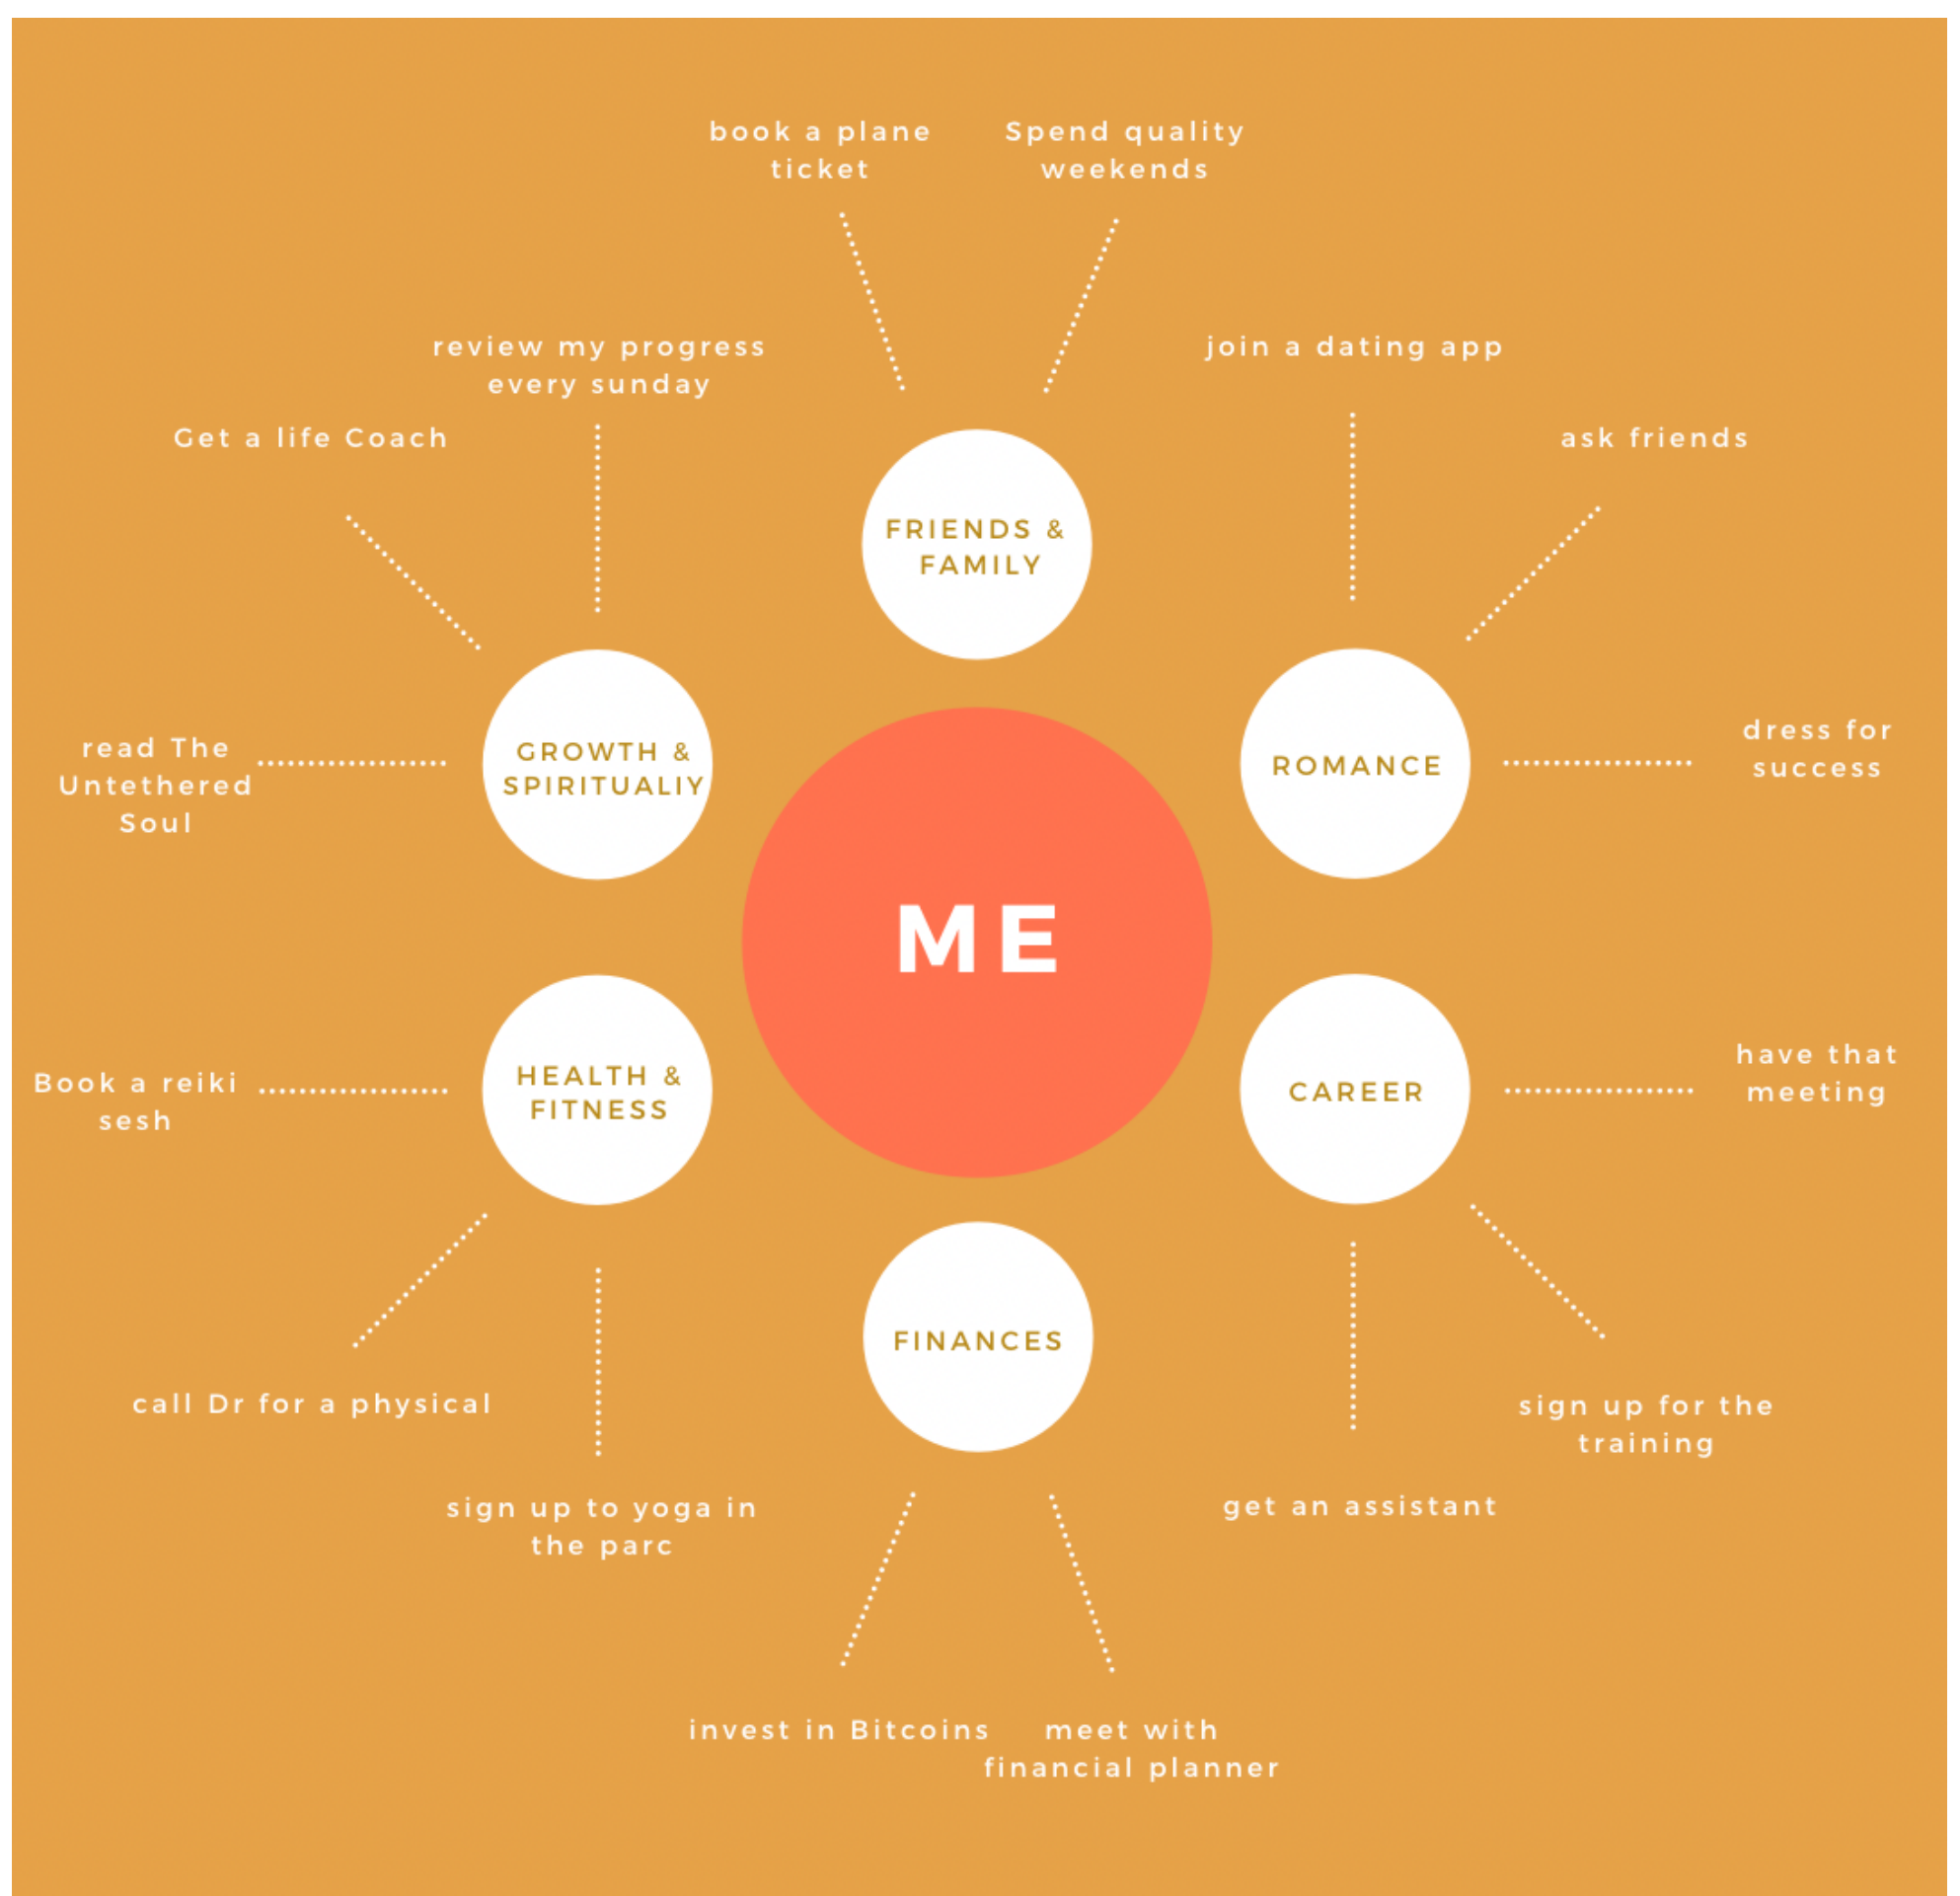 book a plane
ticket
Spend quality
weekends
review my progress
every sunday
join a dating app
Get a life Coach
ask friends
FRIENDS &
FAMILY
read The
Untethered
Soul
GROWTH &
SPIRITUALIY
ROMANCE
dress for
success
ME
Book a reiki
sesh
HEALTH &
FITNESS
CAREER
have that
meeting
call Dr for a physical
FINANCES
sign up for the
training
sign up to yoga in
the parc
get an assistant
invest in Bitcoins
meet with
financial planner